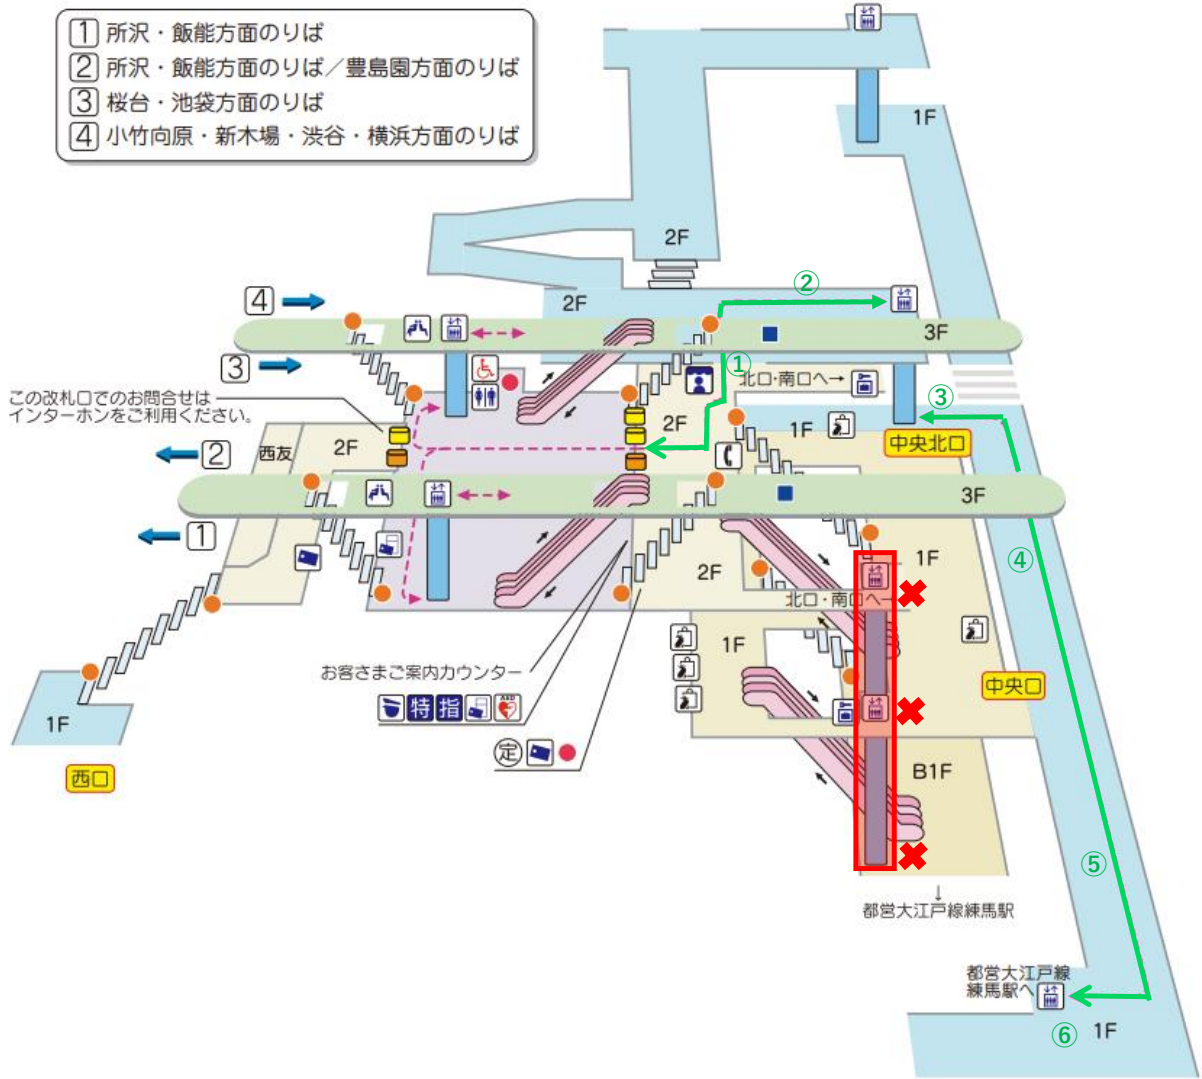 1 所沢・飯能方面のりば
2 所沢・飯能方面のりば／豊島園方面のりば
3 桜台・池袋方面のりば
4 小竹向原・新木場・渋谷・横浜方面のりば
1F
2F
②
4
2F
3F
3
①
北口・南口へ→
③
この改札口でのお問合せは
インターホンをご利用ください。
2F
1F
中央北口
西友
2F
2
3F
1
④
1F
2F
北口・南口へ→
1F
お客さまご案内カウンター
中央口
特
指
AED
1F
定
西口
B1F
⑤
↓
都営大江戸線練馬駅
都営大江戸線
練馬駅へ
⑥
1F